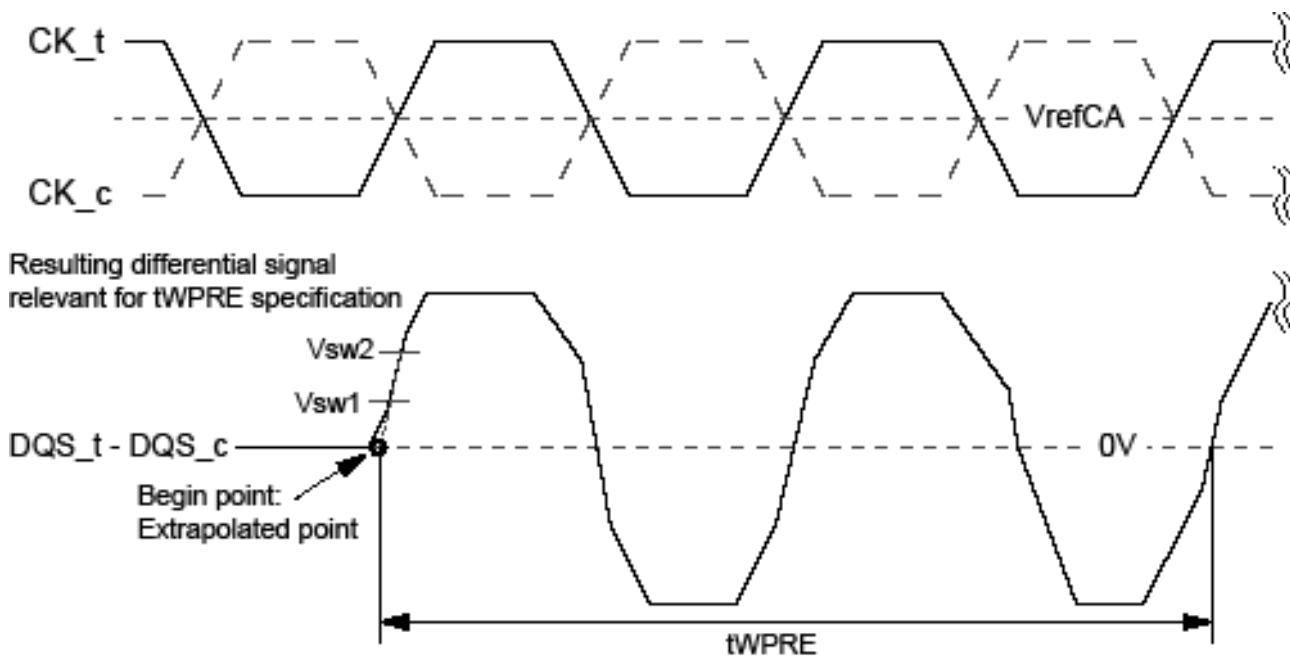 CK_t
VrefCA
CK_c
Resulting differential signal
relevant for tWPRE specification
Vsw2
Vsw1
DQS_t - DQS_c
0V
Begin point:
Extrapolated point
tWPRE